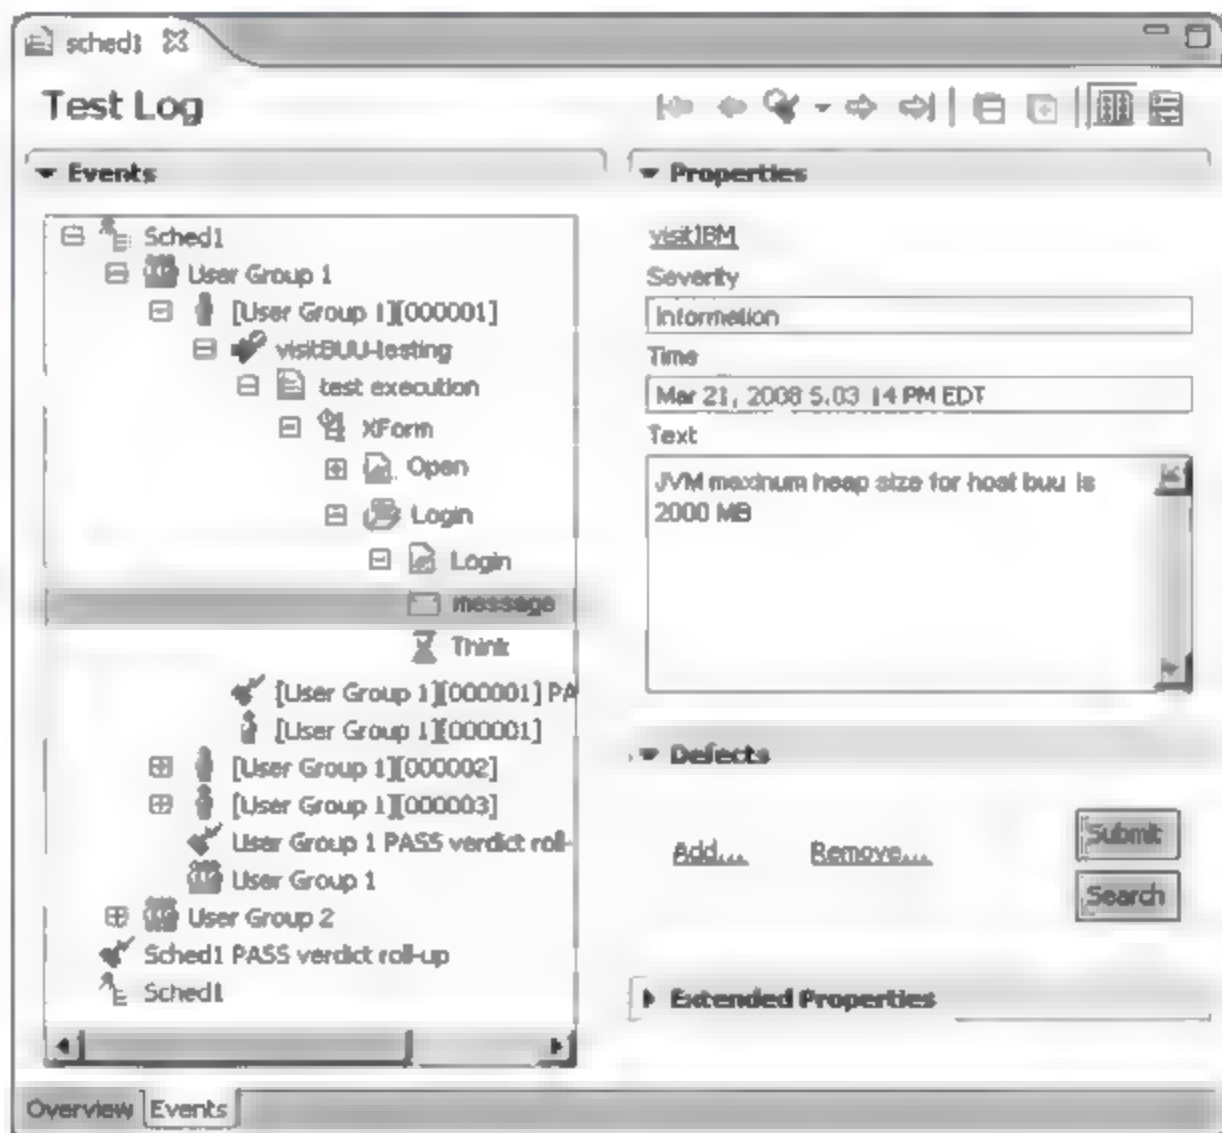 sched1
Test Log
Events
Sched1
User Group 1
[User Group 1][000001]
visitBUU-testing
test execution
XForm
Open
Login
Login
message
Think
[User Group 1][000001] PA
[User Group 1][000001]
[User Group 1][000002]
[User Group 1][000003]
User Group 1 PASS verdict roll-
User Group 1
User Group 2
Sched1 PASS verdict roll-up
Sched1
Properties
visitIBM
Severity
Information
Time
Mar 21, 2008 5:03:14 PM EDT
Text
JVM maximum heap size for host buu is
2000 MB
Defects
Add...
Remove...
Submit
Search
Extended Properties
Overview Events